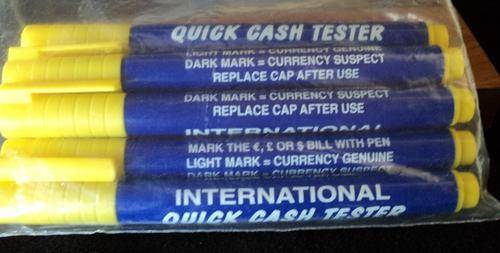 QUICK CASH TESTER
LIGHT MARK = CURRENCY GENUINE
DARK MARK = CURRENCY SUSPECT
REPLACE CAP AFTER USE
DARK MARK = CURRENCY SUSPECT
REPLACE CAP AFTER USE
INTERNATIONAL
MARK THE €, £ OR $ BILL WITH PEN
LIGHT MARK = CURRENCY GENUINE
DARK MARK = CURRENCY SUSPECT
INTERNATIONAL
QUICK CASH TESTER